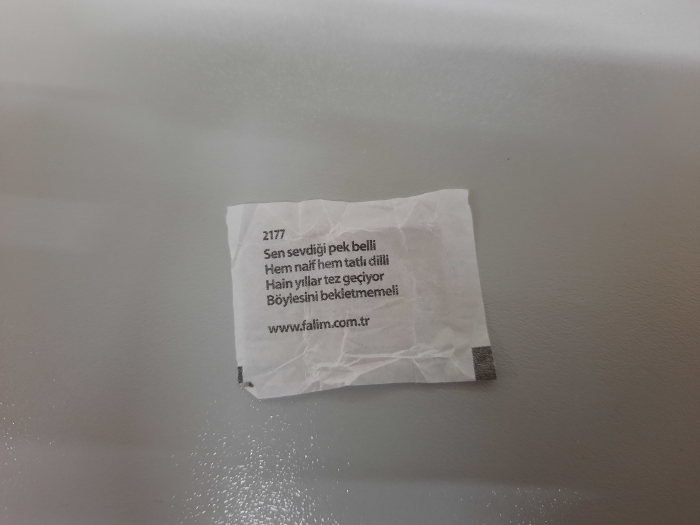 2177
Sen sevdiği pek belli
Hem naif hem tatlı dilli
Hain yıllar tez geçiyor
Böylesini bekletmemeli
www.falim.com.tr